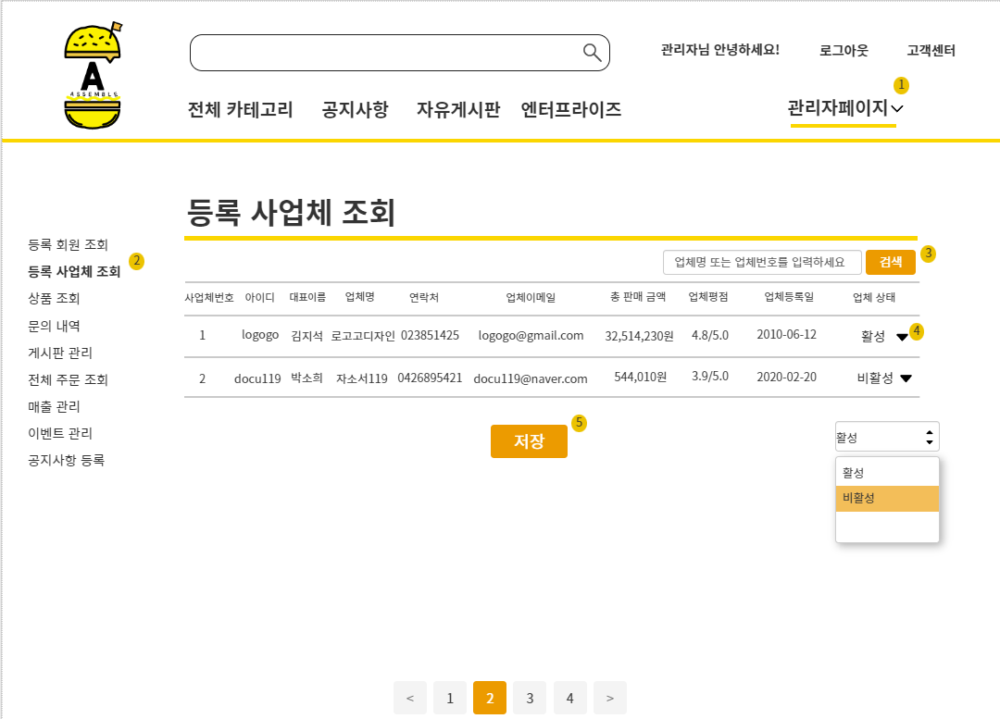 A
ASSEMBLE
관리자님 안녕하세요!
로그아웃
고객센터
전체 카테고리
공지사항
자유게시판
엔터프라이즈
관리자페이지
1
등록 사업체 조회
등록 회원 조회
등록 사업체 조회
2
상품 조회
문의 내역
게시판 관리
전체 주문 조회
매출 관리
이벤트 관리
공지사항 등록
업체명 또는 업체번호를 입력하세요
검색
3
사업체번호 아이디 대표이름 업체명 연락처 업체이메일 총 판매 금액 업체평점 업체등록일 업체 상태
1 logogo 김지석 로고고디자인 023851425 logogo@gmail.com 32,514,230원 4.8/5.0 2010-06-12 활성
4
2 docu119 박소희 자소서119 0426895421 docu119@naver.com 544,010원 3.9/5.0 2020-02-20 비활성
저장
5
활성
활성
비활성
< 1 2 3 4 >